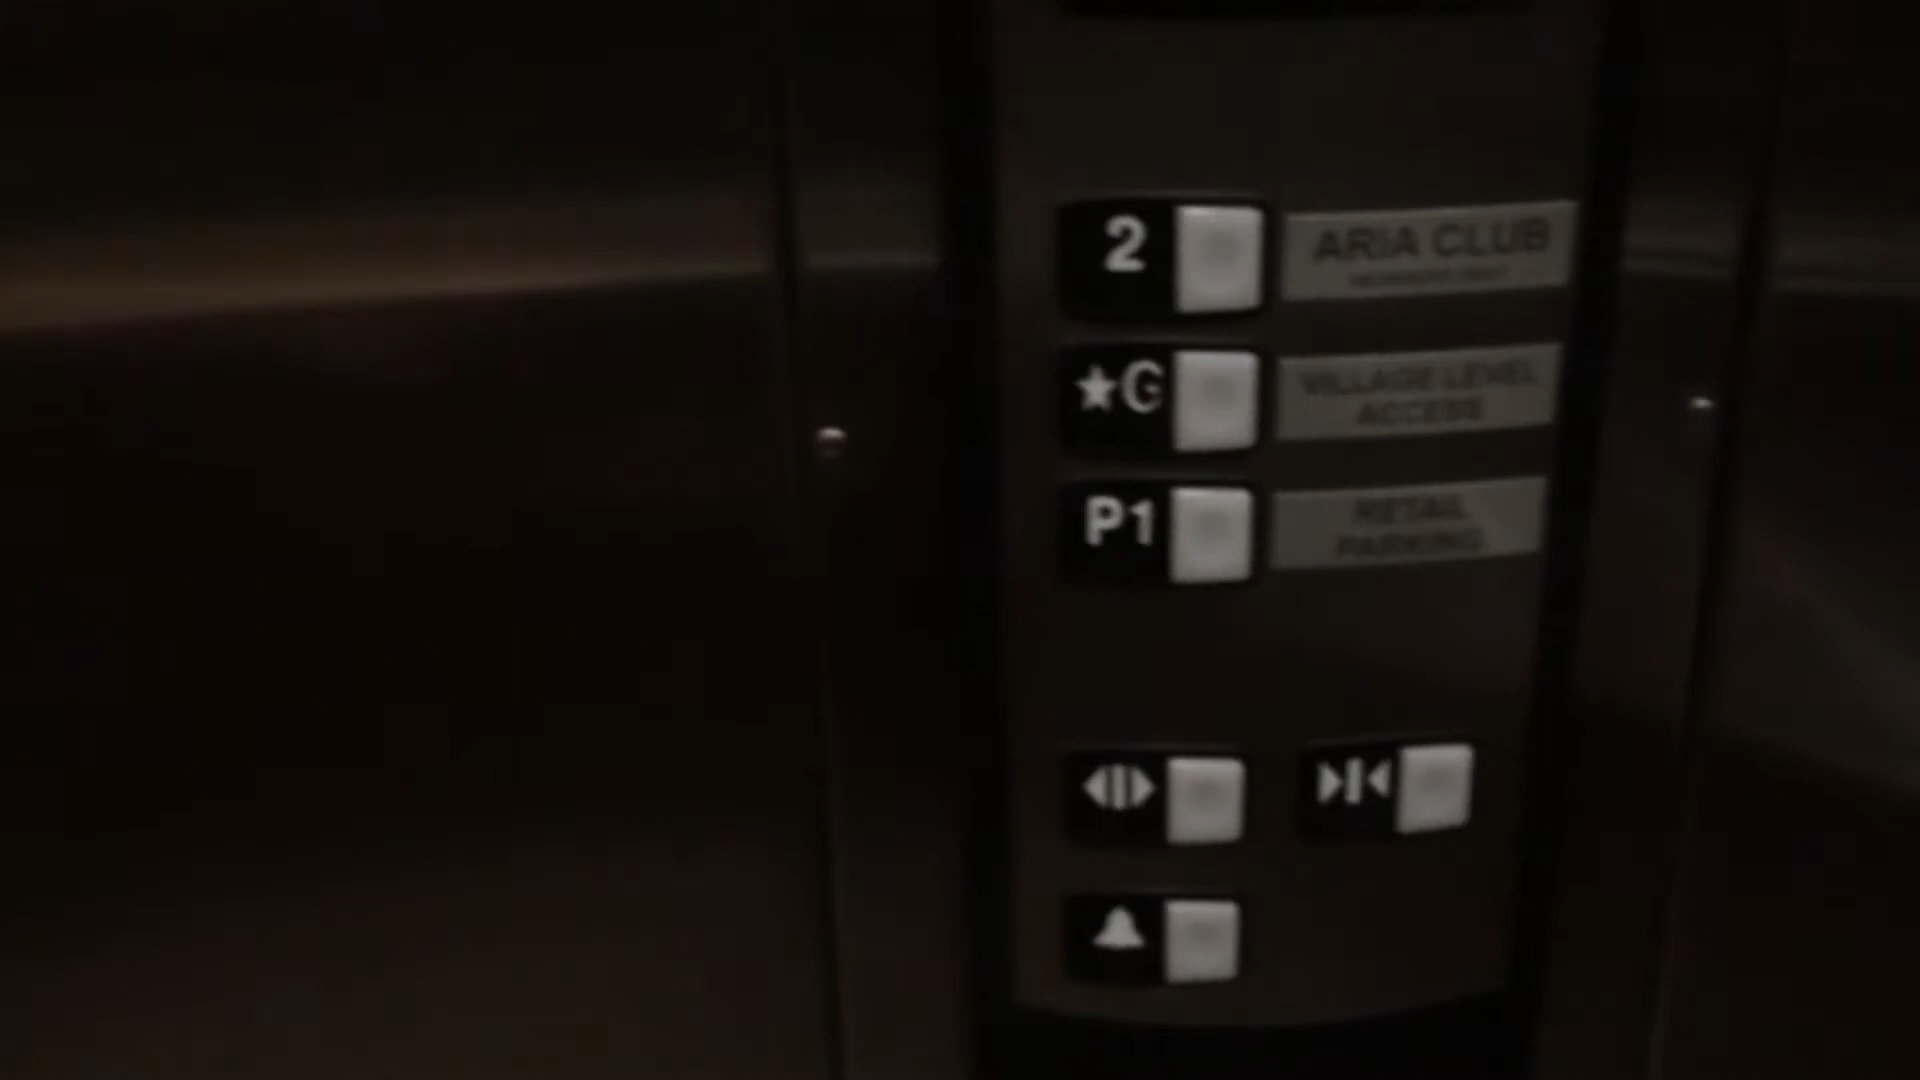 2
ARIA CLUB
★G
VILLAGE LEVEL
ACCESS
P1
RETAIL
PARKING